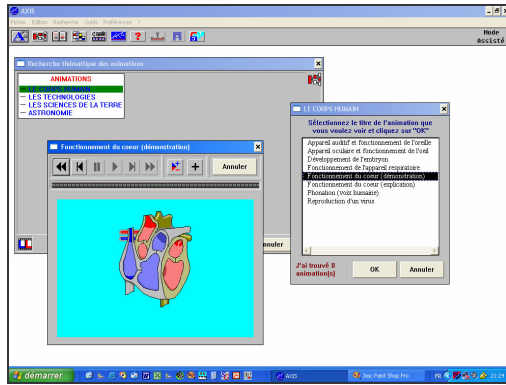 AXIS
Fichier Edition Recherche Outils Préférences ?
Mode
Assisté
Recherche thématique des animations
ANIMATIONS
LE CORPS HUMAIN
LES TECHNOLOGIES
LES SCIENCES DE LA TERRE
ASTRONOMIE
LE CORPS HUMAIN
Sélectionnez le titre de l'animation que
vous voulez voir et cliquez sur "OK"
Appareil auditif et fonctionnement de l'oreille
Appareil oculaire et fonctionnement de l'oeil
Développement de l'embryon
Fonctionnement de l'appareil respiratoire
Fonctionnement du coeur (démonstration)
Fonctionnement du coeur (explication)
Phonation (voix humaine)
Reproduction d'un virus
J'ai trouvé 8
animation(s)
OK
Annuler
Fonctionnement du coeur (démonstration)
Annuler
nnuler
démarrer
AXIS
Jasc Paint Shop Pro
FR
21:24